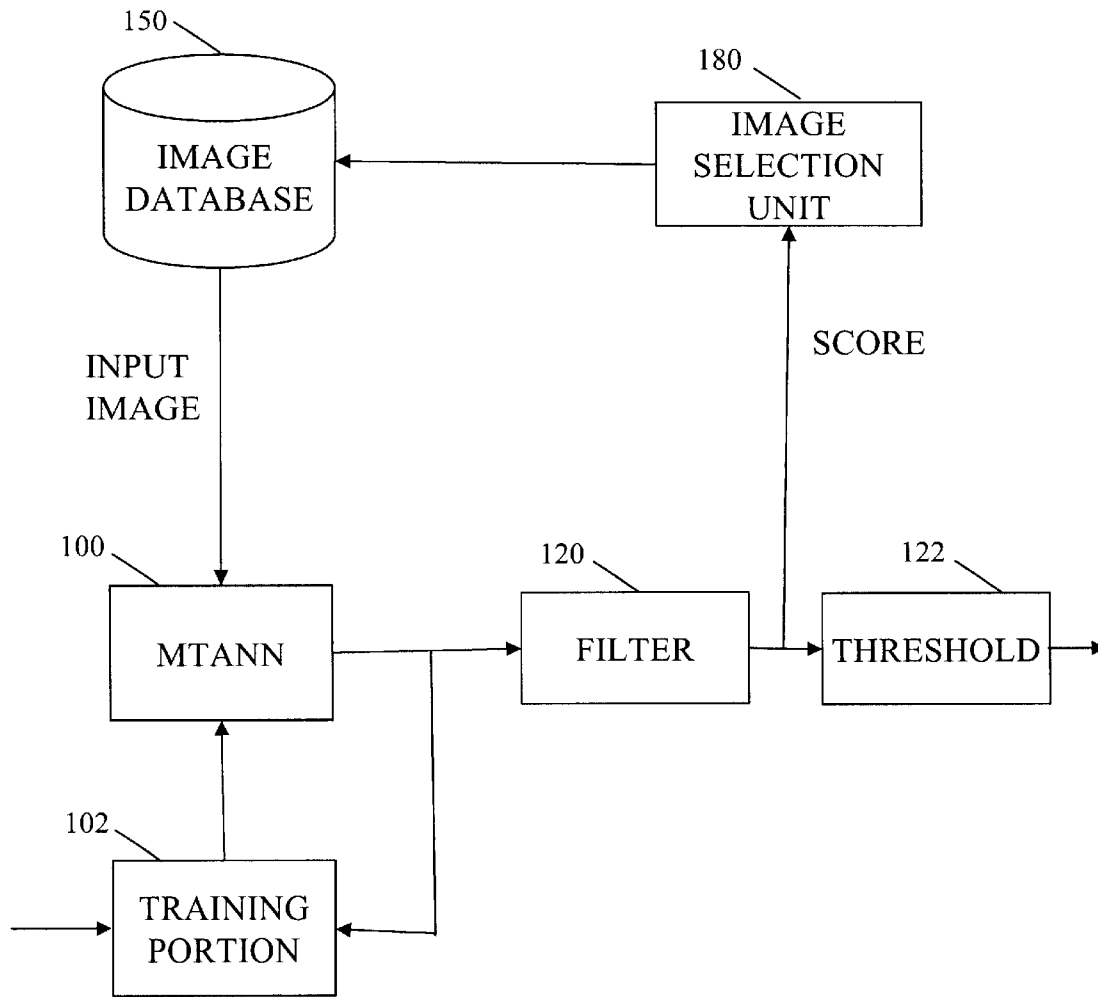 150
IMAGE
DATABASE
180
IMAGE
SELECTION
UNIT
INPUT
IMAGE
SCORE
100
MTANN
120
FILTER
122
THRESHOLD
102
TRAINING
PORTION